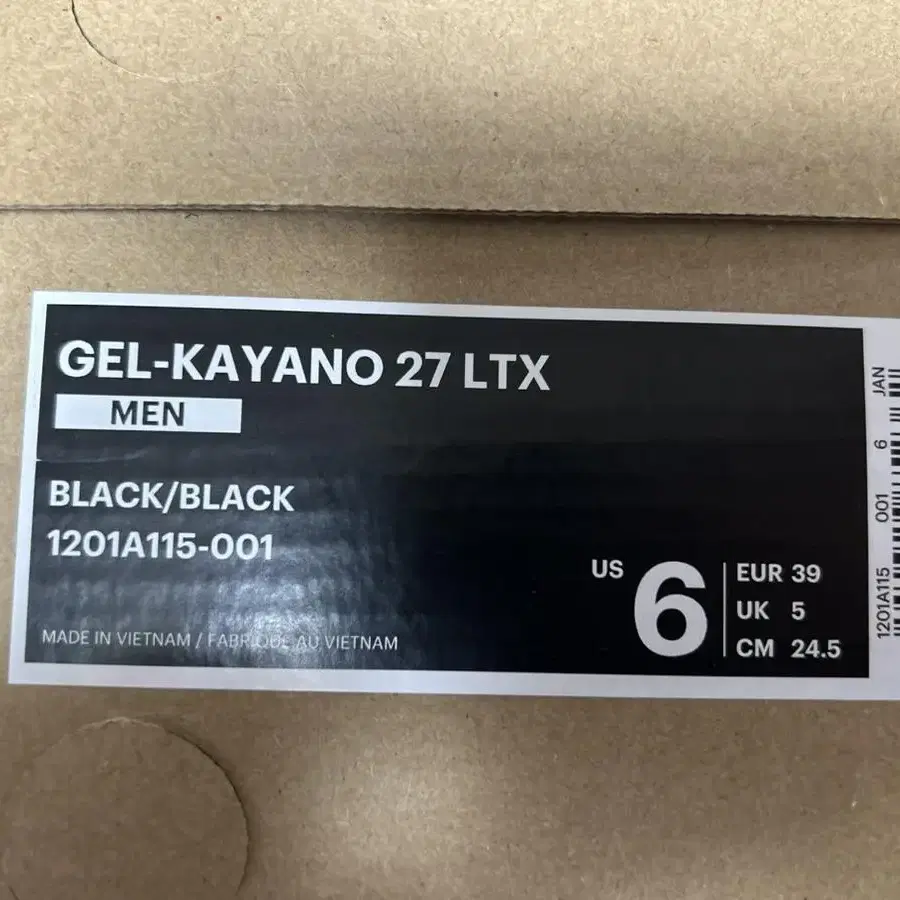 GEL-KAYANO 27 LTX
MEN
BLACK/BLACK
1201A115-001
MADE IN VIETNAM / FABRIQUE AU VIETNAM
US 6
EUR 39
UK 5
CM 24.5
1201A115 001 6 JAN